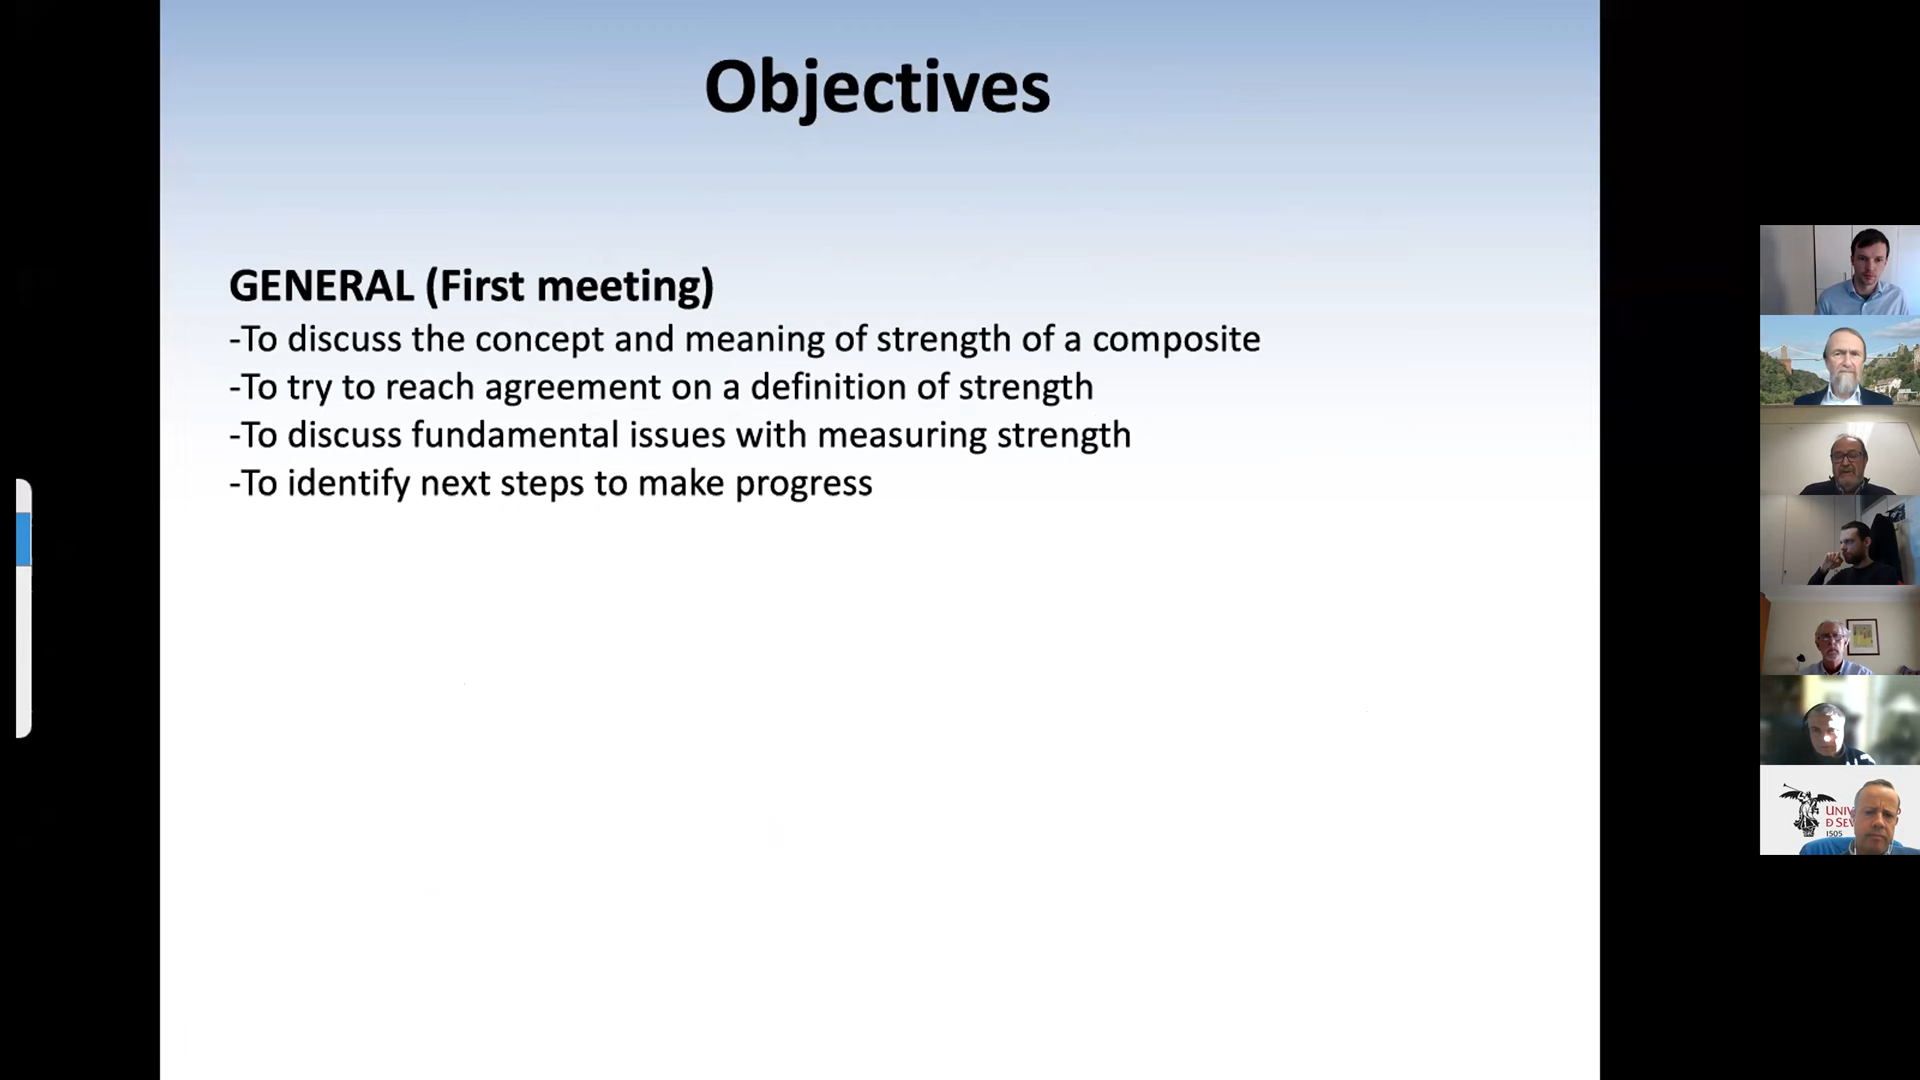 Objectives
GENERAL (First meeting)
-To discuss the concept and meaning of strength of a composite
-To try to reach agreement on a definition of strength
-To discuss fundamental issues with measuring strength
-To identify next steps to make progress
1505